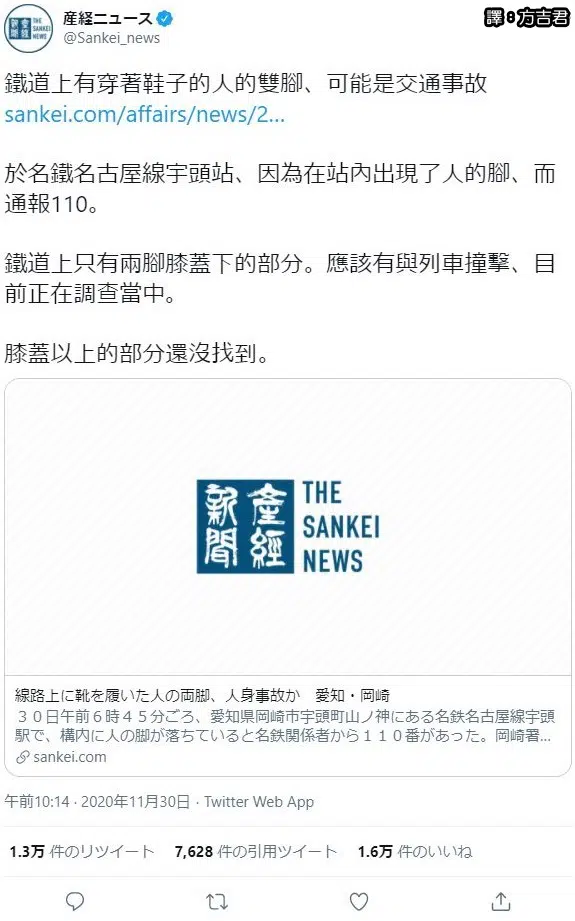 産経ニュース
譯：方吉君
@Sankei_news
鐵道上有穿著鞋子的人的雙腳、可能是交通事故
sankei.com/affairs/news/2...
於名鐵名古屋線宇頭站、因為在站內出現了人的腳、而
通報110。
鐵道上只有兩腳膝蓋下的部分。應該有與列車撞擊、目
前正在調查當中。
膝蓋以上的部分還沒找到。
新聞 産經
THE
SANKEI
NEWS
線路上に靴を履いた人の両脚、人身事故か　愛知・岡崎
３０日午前６時４５分ごろ、愛知県岡崎市宇頭町山ノ神にある名鉄名古屋線宇頭
駅で、構内に人の脚が落ちていると名鉄関係者から１１０番があった。岡崎署...
sankei.com
午前10:14 · 2020年11月30日 · Twitter Web App
1.3万 件のリツイート 7,628 件の引用ツイート 1.6万 件のいいね